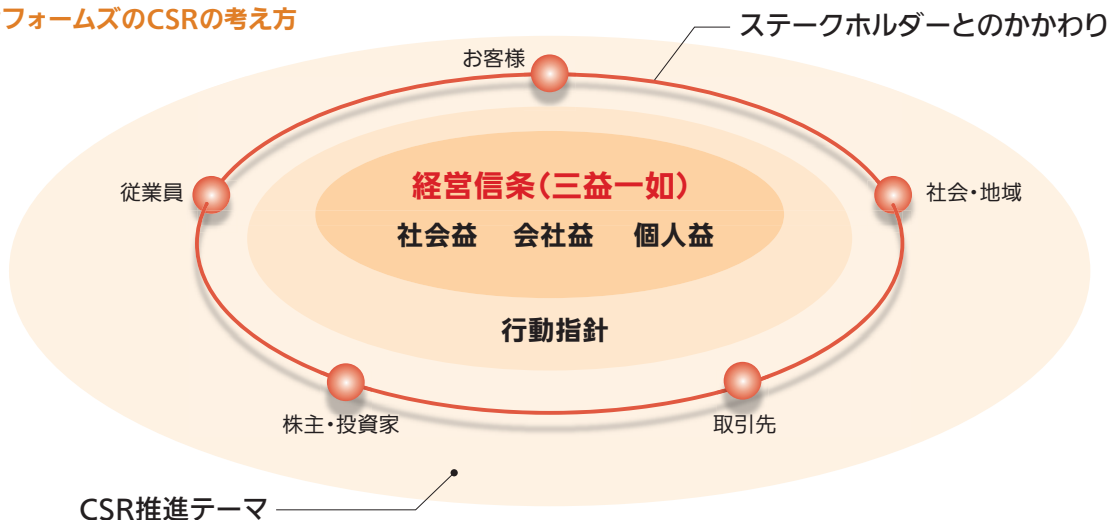 フォームズのCSRの考え方
ステークホルダーとのかかわり
お客様
従業員
社会・地域
経営信条（三益一如）
社会益 会社益 個人益
行動指針
株主・投資家
取引先
CSR推進テーマ